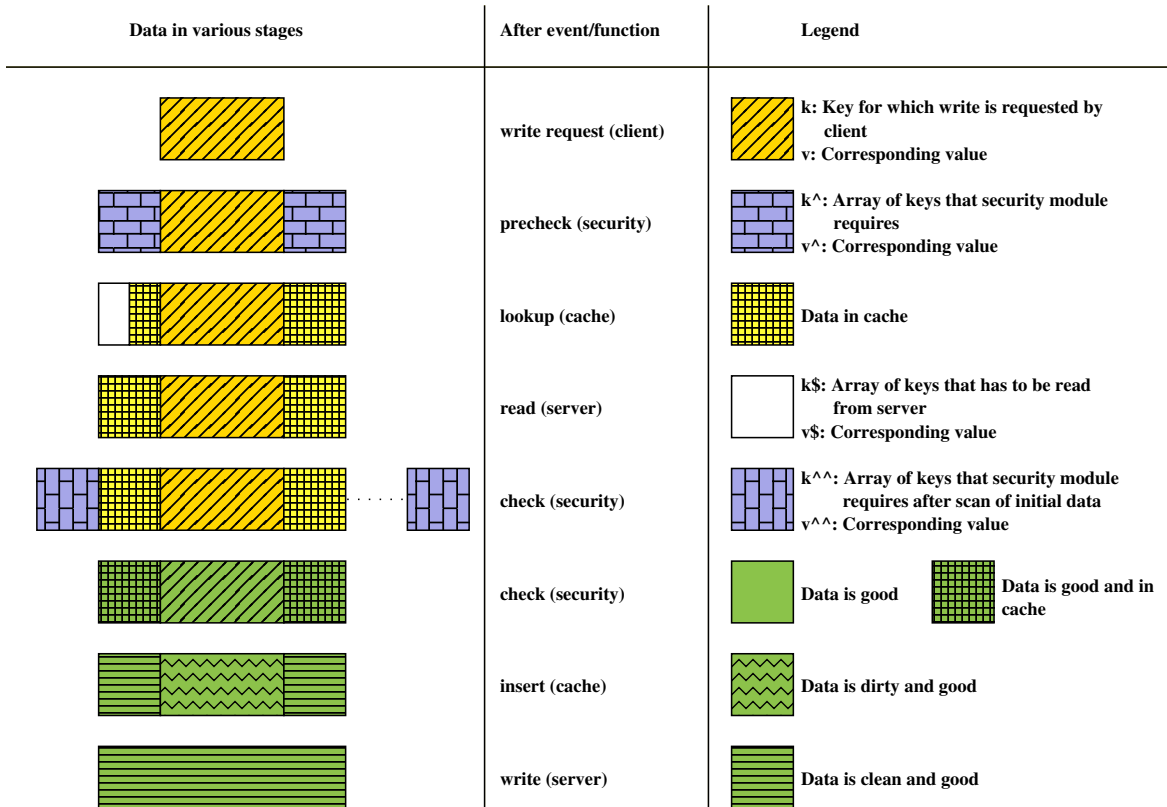 Data in various stages
After event/function
Legend
write request (client)
k: Key for which write is requested by
client
v: Corresponding value
precheck (security)
k^: Array of keys that security module
requires
v^: Corresponding value
lookup (cache)
Data in cache
read (server)
k$: Array of keys that has to be read
from server
v$: Corresponding value
check (security)
k^^: Array of keys that security module
requires after scan of initial data
v^^: Corresponding value
check (security)
Data is good
Data is good and in
cache
insert (cache)
Data is dirty and good
write (server)
Data is clean and good